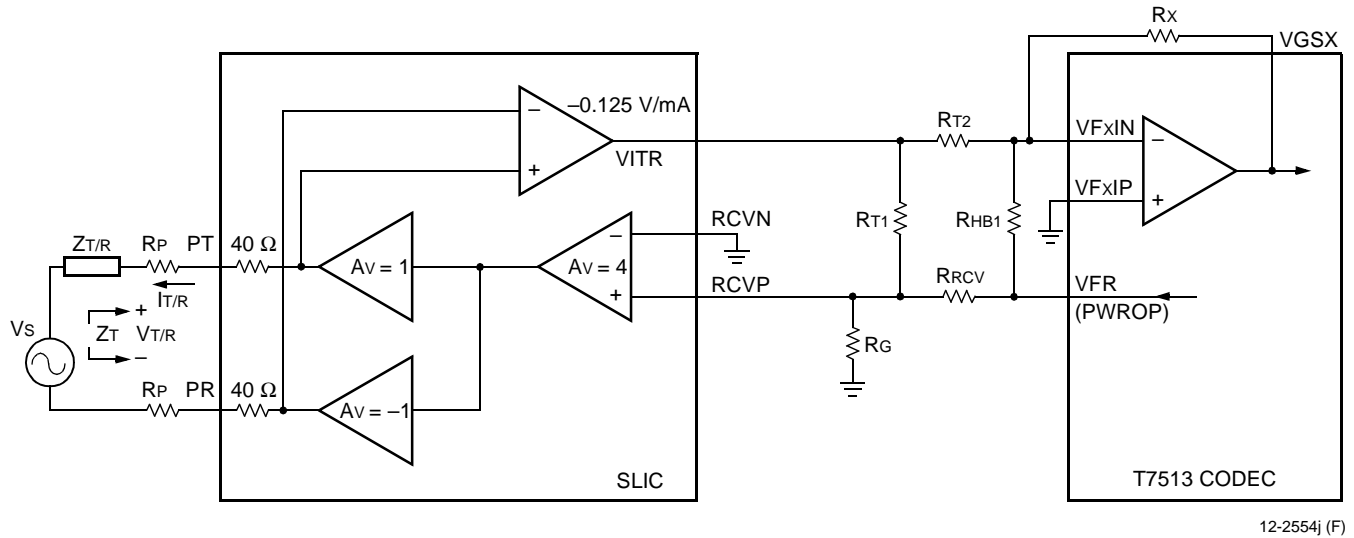 RX
VGSX
–0.125 V/mA
VITR
RT2
VFXIN
VFXIP
RT1
RHB1
RCVN
RCVP
RRCV
VFR
(PWROP)
RG
ZT/R
RP
PT
40 Ω
AV = 1
AV = 4
IT/R
VS
ZT
+
VT/R
–
RP
PR
40 Ω
AV = –1
–
+
–
+
–
+
SLIC
T7513 CODEC
12-2554j (F)